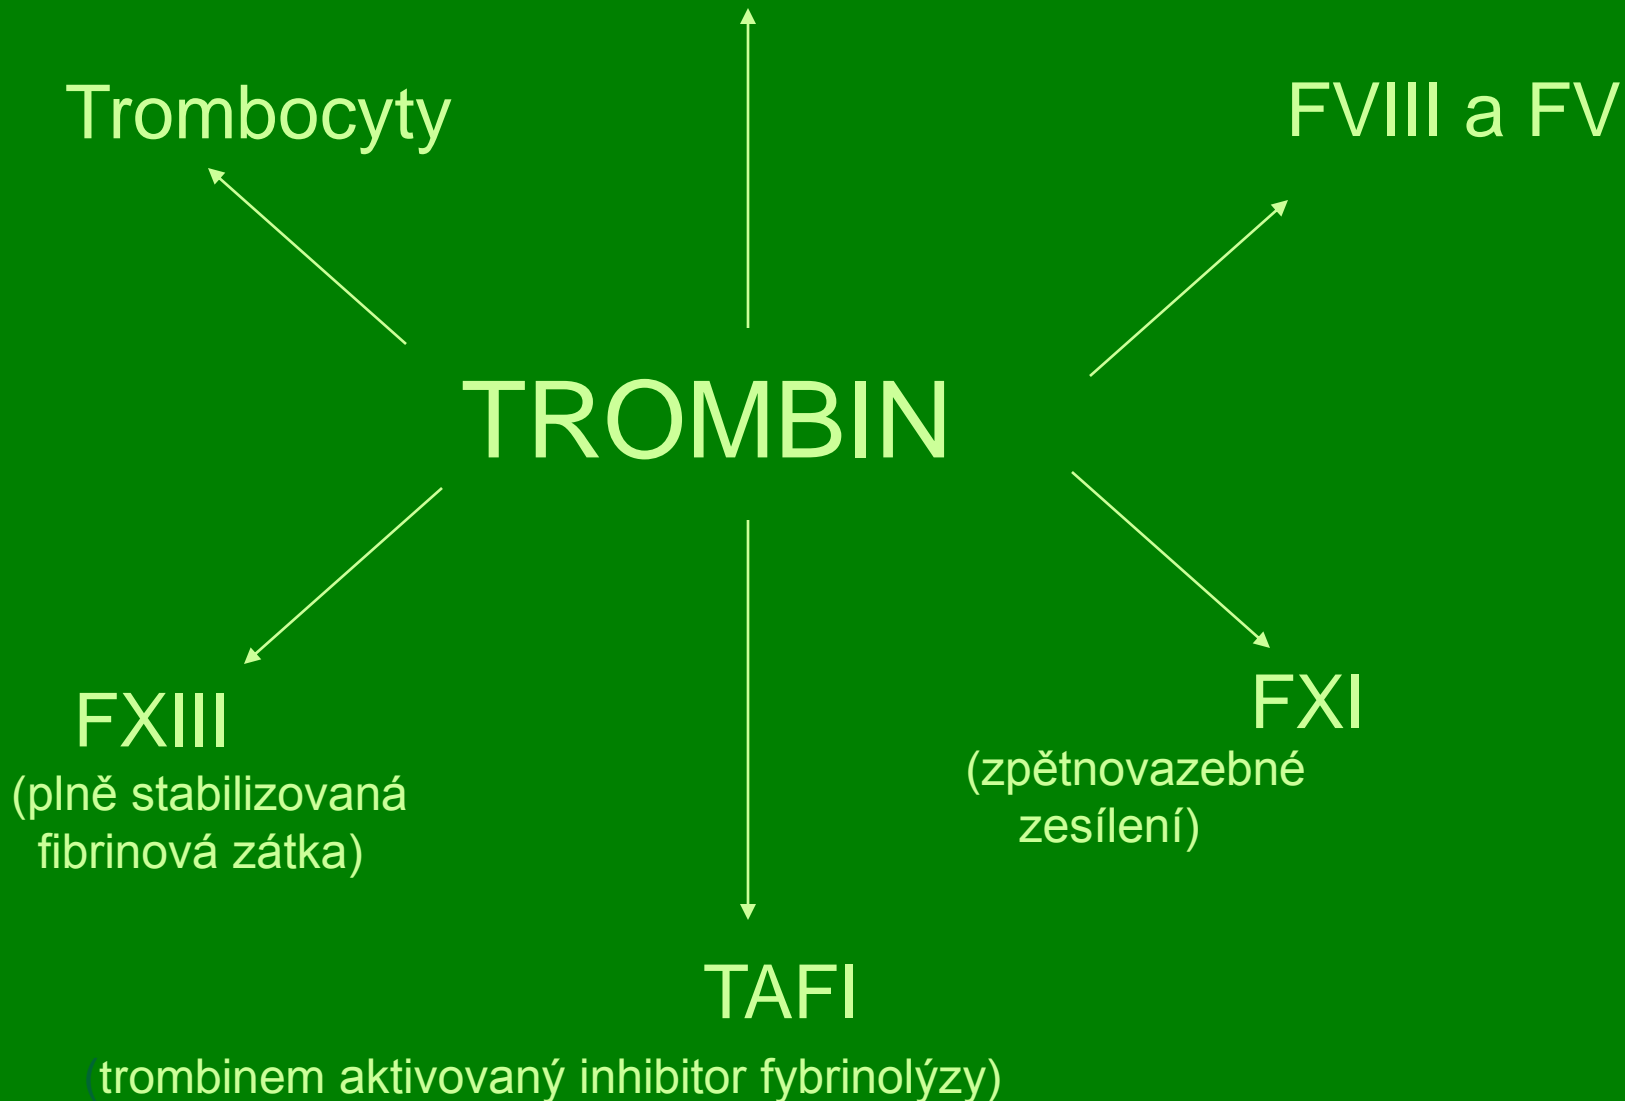 Trombocyty
FVIII a FV
TROMBIN
FXIII
(plně stabilizovaná
fibrinová zátka)
FXI
(zpětnovazebné
zesílení)
TAFI
(trombinem aktivovaný inhibitor fybrinolýzy)